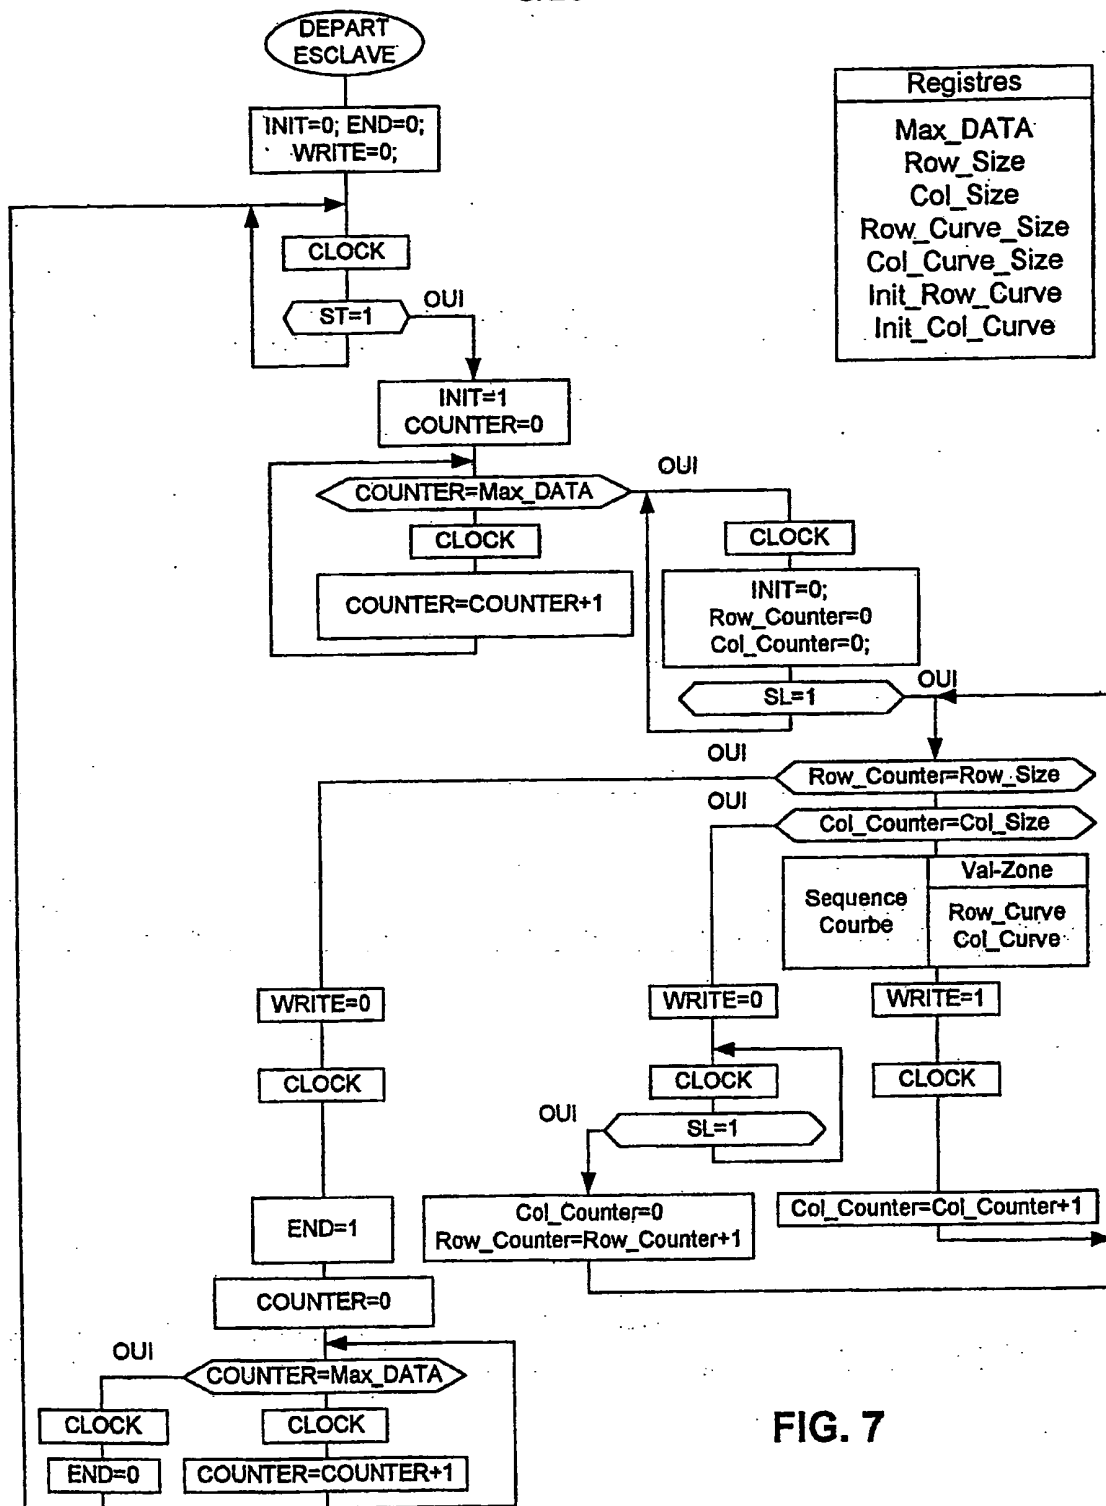 DEPART
ESCLAVE
INIT=0; END=0;
WRITE=0;
CLOCK
ST=1
OUI
INIT=1
COUNTER=0
COUNTER=Max_DATA
OUI
CLOCK
COUNTER=COUNTER+1
CLOCK
INIT=0;
Row_Counter=0
Col_Counter=0;
SL=1
OUI
Registres
Max_DATA
Row_Size
Col_Size
Row_Curve_Size
Col_Curve_Size
Init_Row_Curve
Init_Col_Curve
OUI
Row_Counter=Row_Size
OUI
Col_Counter=Col_Size
Sequence
Courbe
Val-Zone
Row_Curve
Col_Curve
WRITE=0
WRITE=0
WRITE=1
CLOCK
CLOCK
CLOCK
OUI
SL=1
END=1
Col_Counter=0
Row_Counter=Row_Counter+1
Col_Counter=Col_Counter+1
COUNTER=0
OUI
COUNTER=Max_DATA
CLOCK
CLOCK
END=0
COUNTER=COUNTER+1
FIG. 7